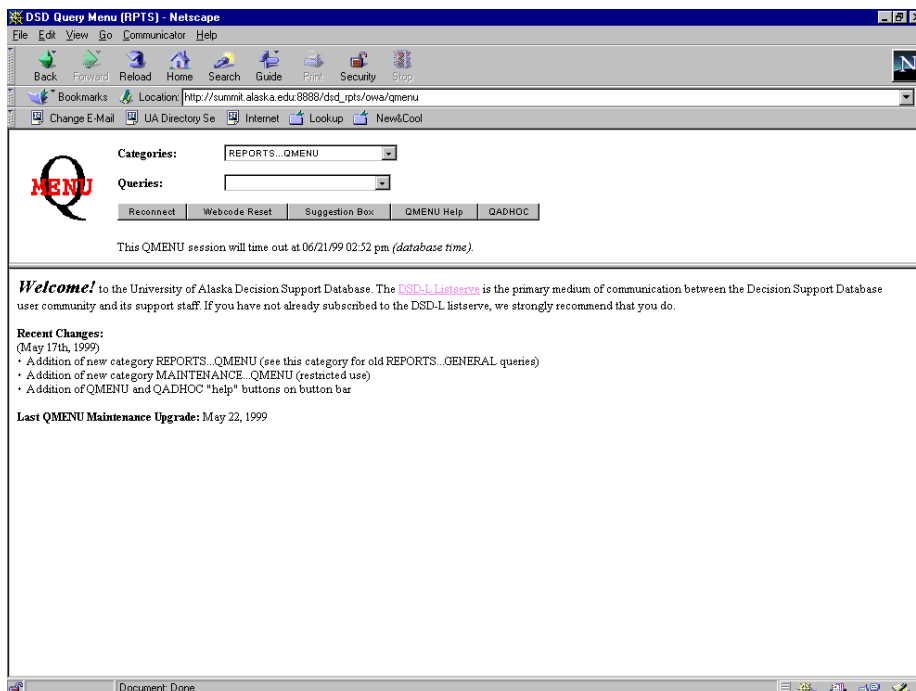 DSD Query Menu (RPTS) - Netscape
File Edit View Go Communicator Help
Back Forward Reload Home Search Guide Print Security Stop
N
Bookmarks Location: http://summit.alaska.edu:8888/dsd_rpts/owa/qmenu
Change E-Mail UA Directory Se Internet Lookup New&Cool
Categories: REPORTS...QMENU
QMENU
Queries:
Reconnect Webcode Reset Suggestion Box QMENU Help QADHOC
This QMENU session will time out at 06/21/99 02:52 pm (database time).
Welcome! to the University of Alaska Decision Support Database. The DSD-L Listserve is the primary medium of communication between the Decision Support Database
user community and its support staff. If you have not already subscribed to the DSD-L listserve, we strongly recommend that you do.
Recent Changes:
(May 17th, 1999)
• Addition of new category REPORTS...QMENU (see this category for old REPORTS...GENERAL queries)
• Addition of new category MAINTENANCE...QMENU (restricted use)
• Addition of QMENU and QADHOC "help" buttons on button bar
Last QMENU Maintenance Upgrade: May 22, 1999
Document: Done